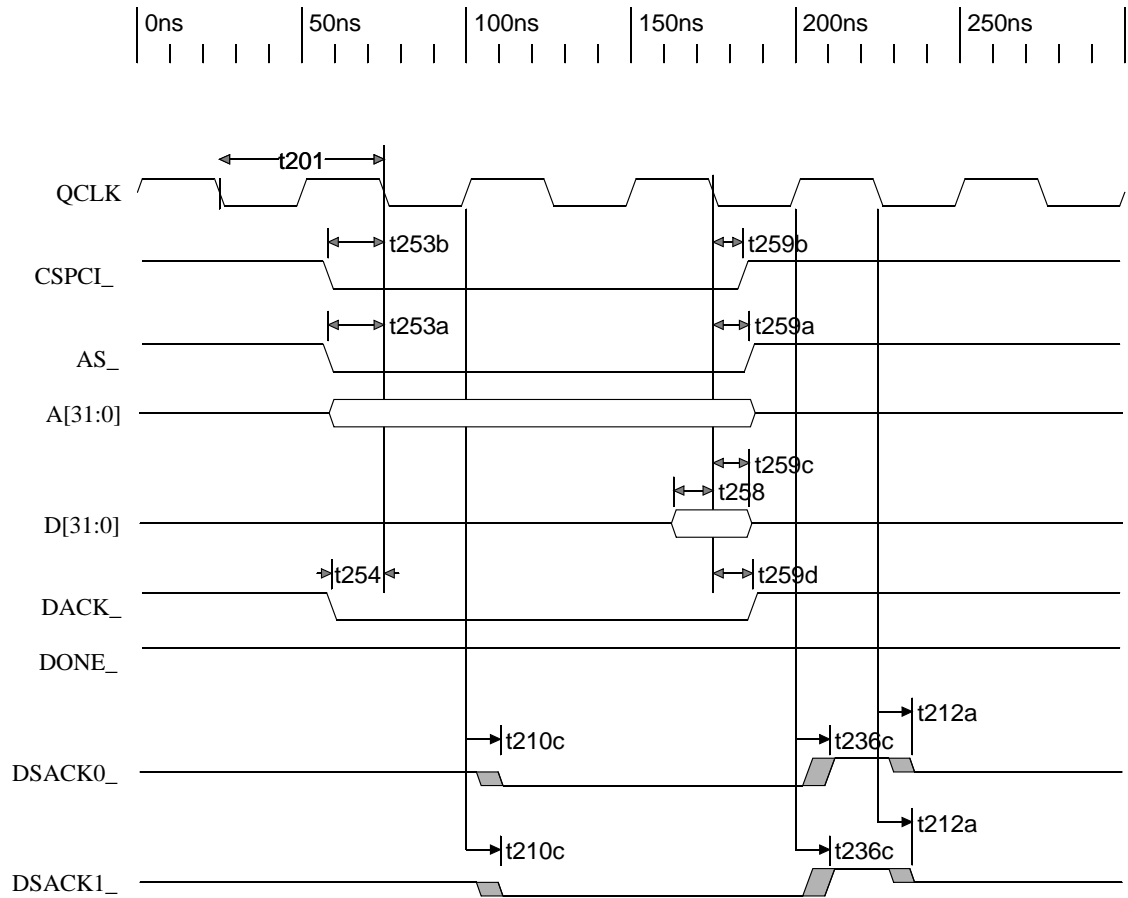 0ns 50ns 100ns 150ns 200ns 250ns
t201
QCLK
t253b t259b
CSPCI_
t253a t259a
AS_
A[31:0]
t259c
t258
D[31:0]
t254 t259d
DACK_
DONE_
t212a
t210c t236c
DSACK0_
t212a
t210c t236c
DSACK1_